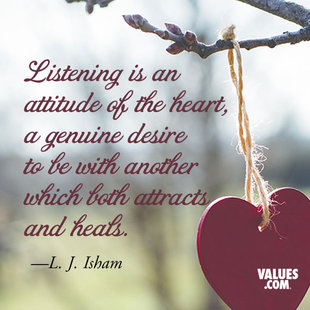 Listening is an
attitude of the heart,
a genuine desire
to be with another
which both attracts
and heals.
—L. J. Isham
VALUES
.COM®